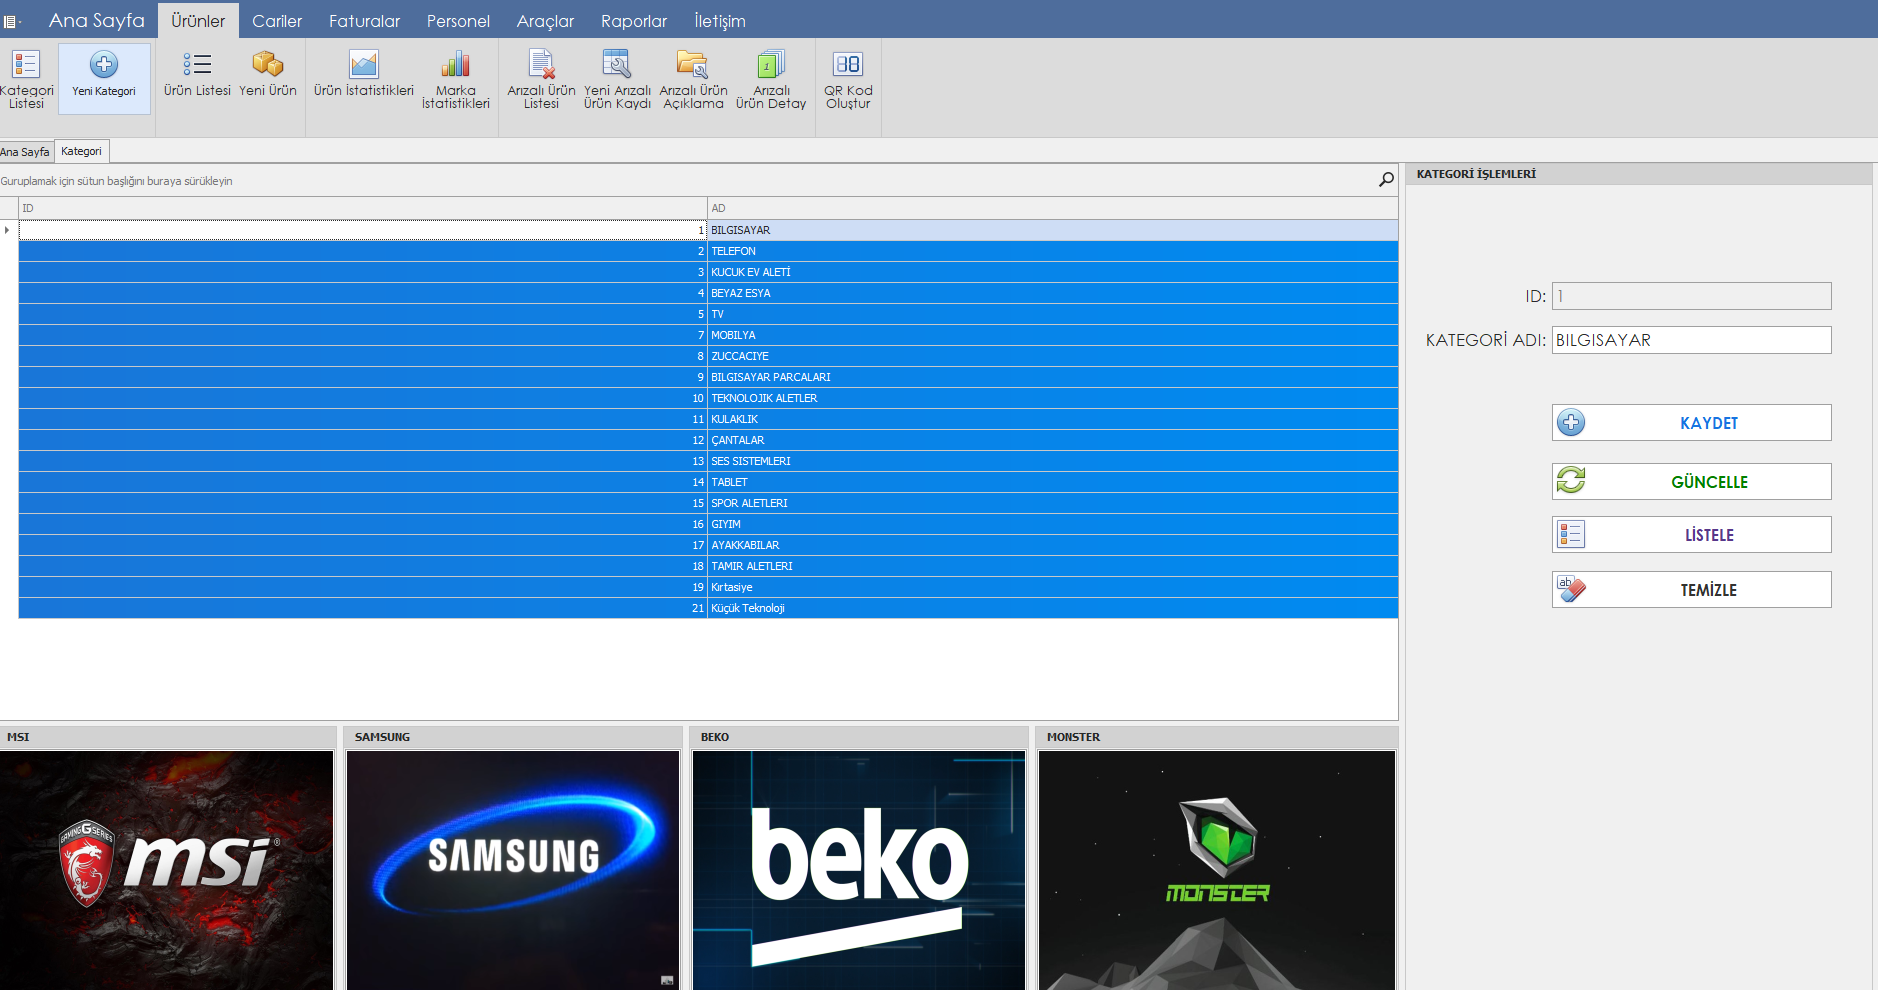 Ana Sayfa Ürünler Cariler Faturalar Personel Araçlar Raporlar İletişim
Kategori Listesi
Yeni Kategori
Ürün Listesi
Yeni Ürün
Ürün İstatistikleri
Marka İstatistikleri
Arızalı Ürün Listesi
Yeni Arızalı Ürün Kaydı
Arızalı Ürün Açıklama
Arızalı Ürün Detay
QR Kod Oluştur
Ana Sayfa Kategori
Guruplamak için sütun başlığını buraya sürükleyin
ID AD
1 BILGISAYAR
2 TELEFON
3 KUCUK EV ALETİ
4 BEYAZ ESYA
5 TV
7 MOBILYA
8 ZUCCACIYE
9 BILGISAYAR PARCALARI
10 TEKNOLOJIK ALETLER
11 KULAKLIK
12 ÇANTALAR
13 SES SISTEMLERI
14 TABLET
15 SPOR ALETLERI
16 GIYIM
17 AYAKKABILAR
18 TAMIR ALETLERI
19 Kırtasiye
21 Küçük Teknoloji
KATEGORİ İŞLEMLERİ
ID: 1
KATEGORİ ADI: BILGISAYAR
KAYDET
GÜNCELLE
LİSTELE
TEMİZLE
MSI
GAMING G SERIES
msi
SAMSUNG
SAMSUNG
BEKO
beko
MONSTER
MONSTER